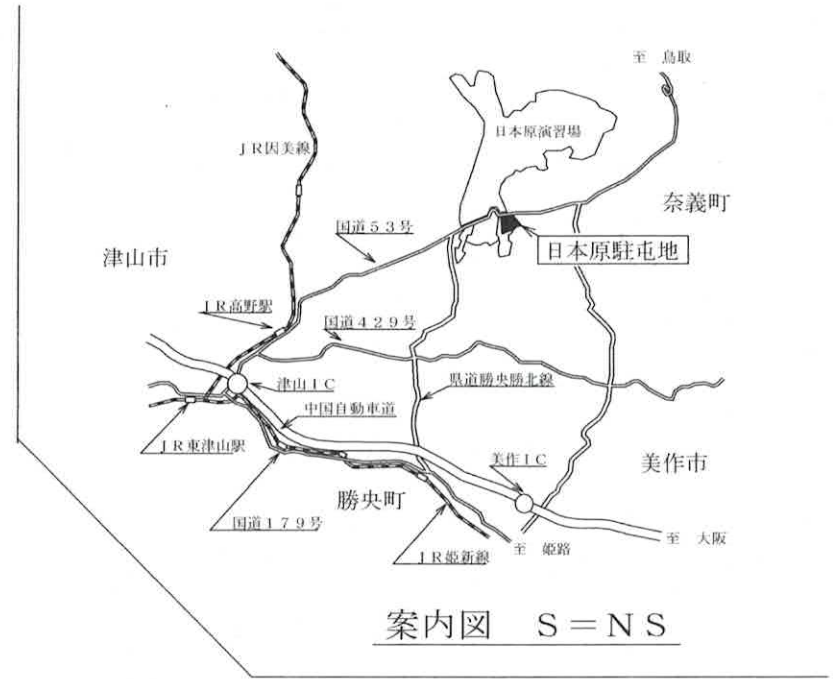 至　鳥取
日本原演習場
ＪＲ因美線
奈義町
国道５３号
日本原駐屯地
津山市
ＪＲ高野駅
国道４２９号
津山ＩＣ
県道勝央勝北線
中国自動車道
ＪＲ東津山駅
美作ＩＣ
美作市
勝央町
国道１７９号
至　大阪
至　姫路
ＪＲ姫新線
案内図　Ｓ＝ＮＳ